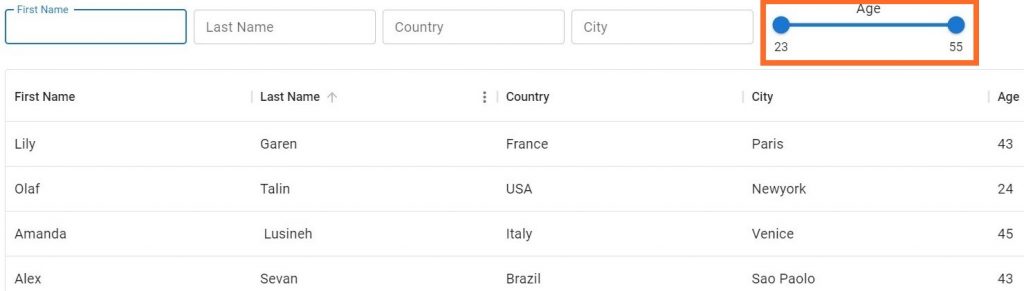 First Name
Last Name Country City Age
23 55
First Name Last Name Country City Age
Lily Garen France Paris 43
Olaf Talin USA Newyork 24
Amanda Lusineh Italy Venice 45
Alex Sevan Brazil Sao Paolo 43